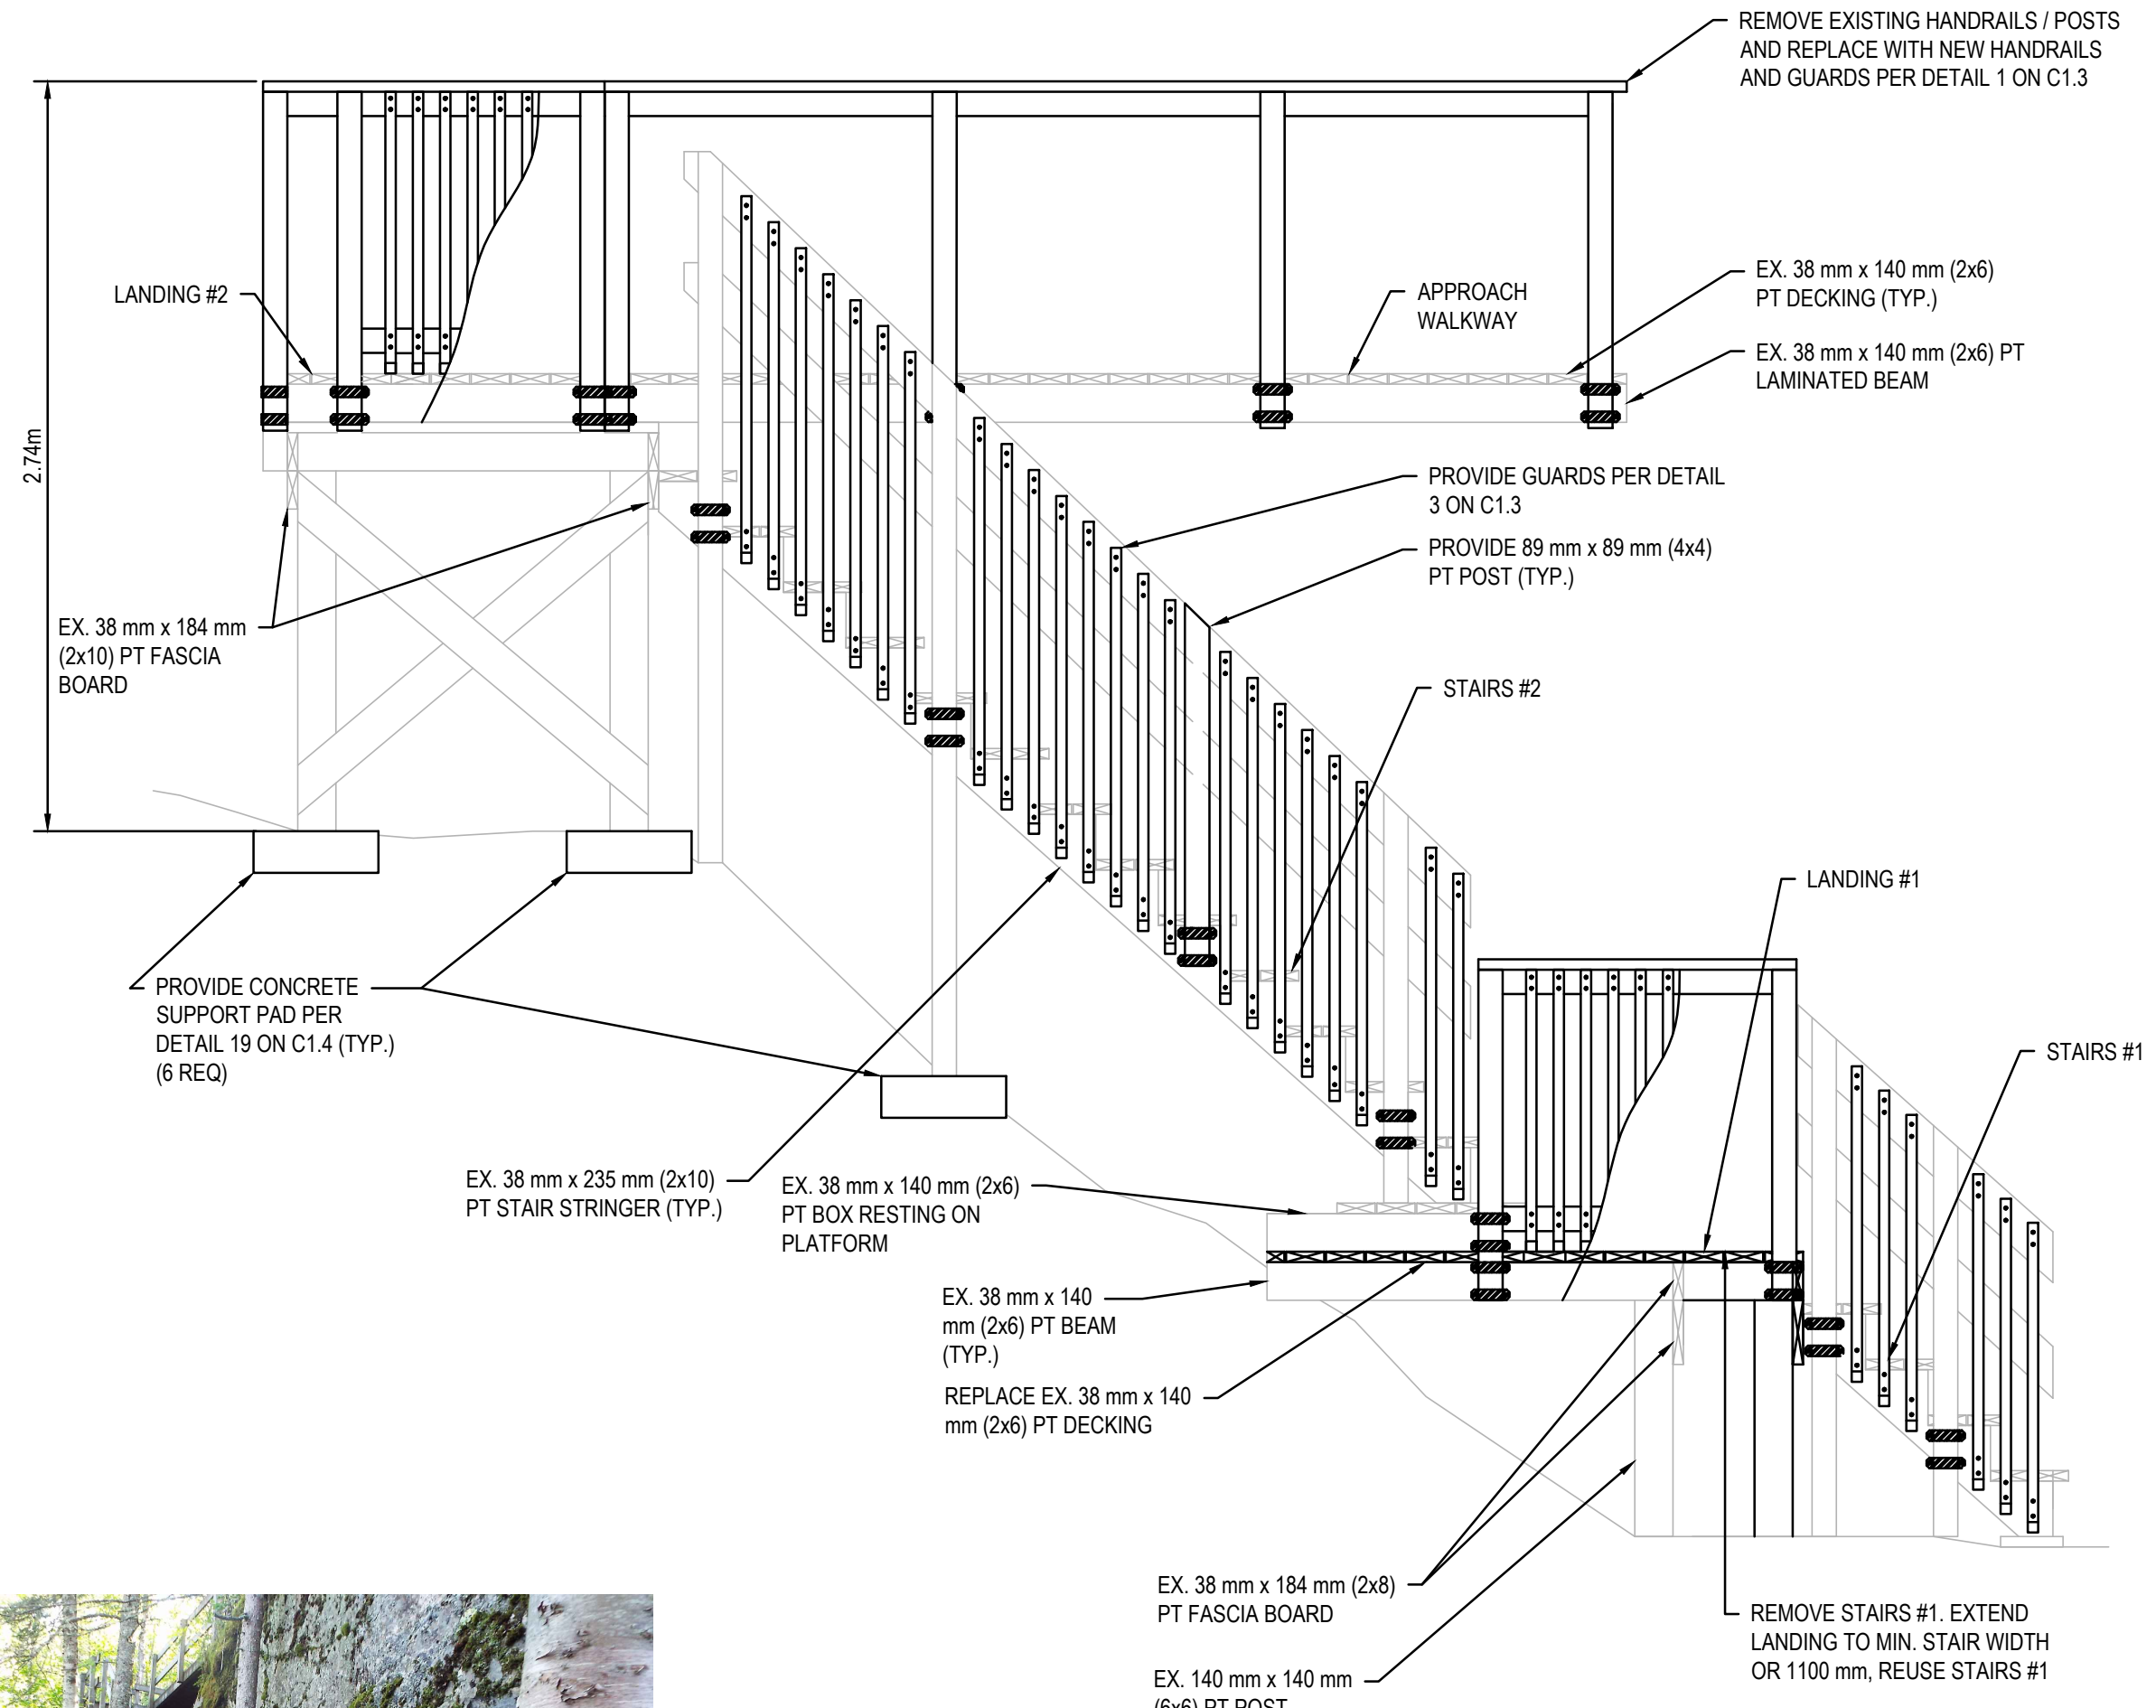 REMOVE EXISTING HANDRAILS / POSTS
AND REPLACE WITH NEW HANDRAILS
AND GUARDS PER DETAIL 1 ON C1.3
LANDING #2
APPROACH
WALKWAY
EX. 38 mm x 140 mm (2x6)
PT DECKING (TYP.)
EX. 38 mm x 140 mm (2x6) PT
LAMINATED BEAM
2.74m
PROVIDE GUARDS PER DETAIL
3 ON C1.3
PROVIDE 89 mm x 89 mm (4x4)
PT POST (TYP.)
EX. 38 mm x 184 mm
(2x10) PT FASCIA
BOARD
STAIRS #2
LANDING #1
PROVIDE CONCRETE
SUPPORT PAD PER
DETAIL 19 ON C1.4 (TYP.)
(6 REQ)
STAIRS #1
EX. 38 mm x 235 mm (2x10)
PT STAIR STRINGER (TYP.)
EX. 38 mm x 140 mm (2x6)
PT BOX RESTING ON
PLATFORM
EX. 38 mm x 140
mm (2x6) PT BEAM
(TYP.)
REPLACE EX. 38 mm x 140
mm (2x6) PT DECKING
EX. 38 mm x 184 mm (2x8)
PT FASCIA BOARD
REMOVE STAIRS #1. EXTEND
LANDING TO MIN. STAIR WIDTH
OR 1100 mm, REUSE STAIRS #1
EX. 140 mm x 140 mm
(6x6) PT POST